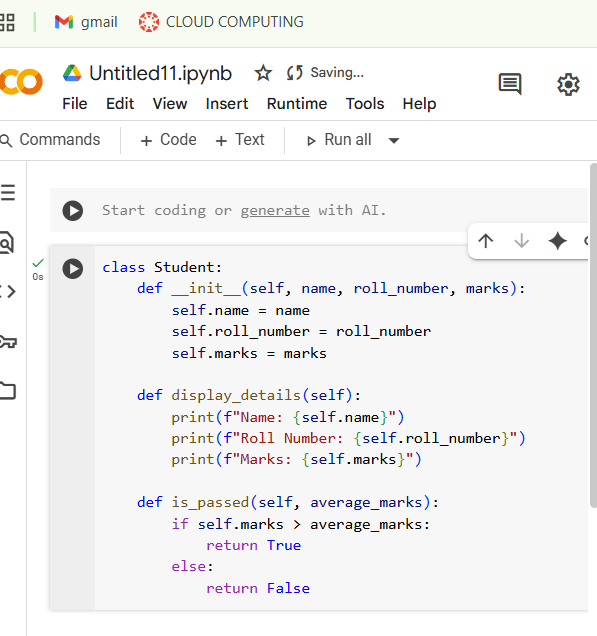 gmail CLOUD COMPUTING
CO Untitled11.ipynb Saving...
File Edit View Insert Runtime Tools Help
Commands + Code + Text Run all
Start coding or generate with AI.
0s
class Student:
    def __init__(self, name, roll_number, marks):
        self.name = name
        self.roll_number = roll_number
        self.marks = marks
    def display_details(self):
        print(f"Name: {self.name}")
        print(f"Roll Number: {self.roll_number}")
        print(f"Marks: {self.marks}")
    def is_passed(self, average_marks):
        if self.marks > average_marks:
            return True
        else:
            return False